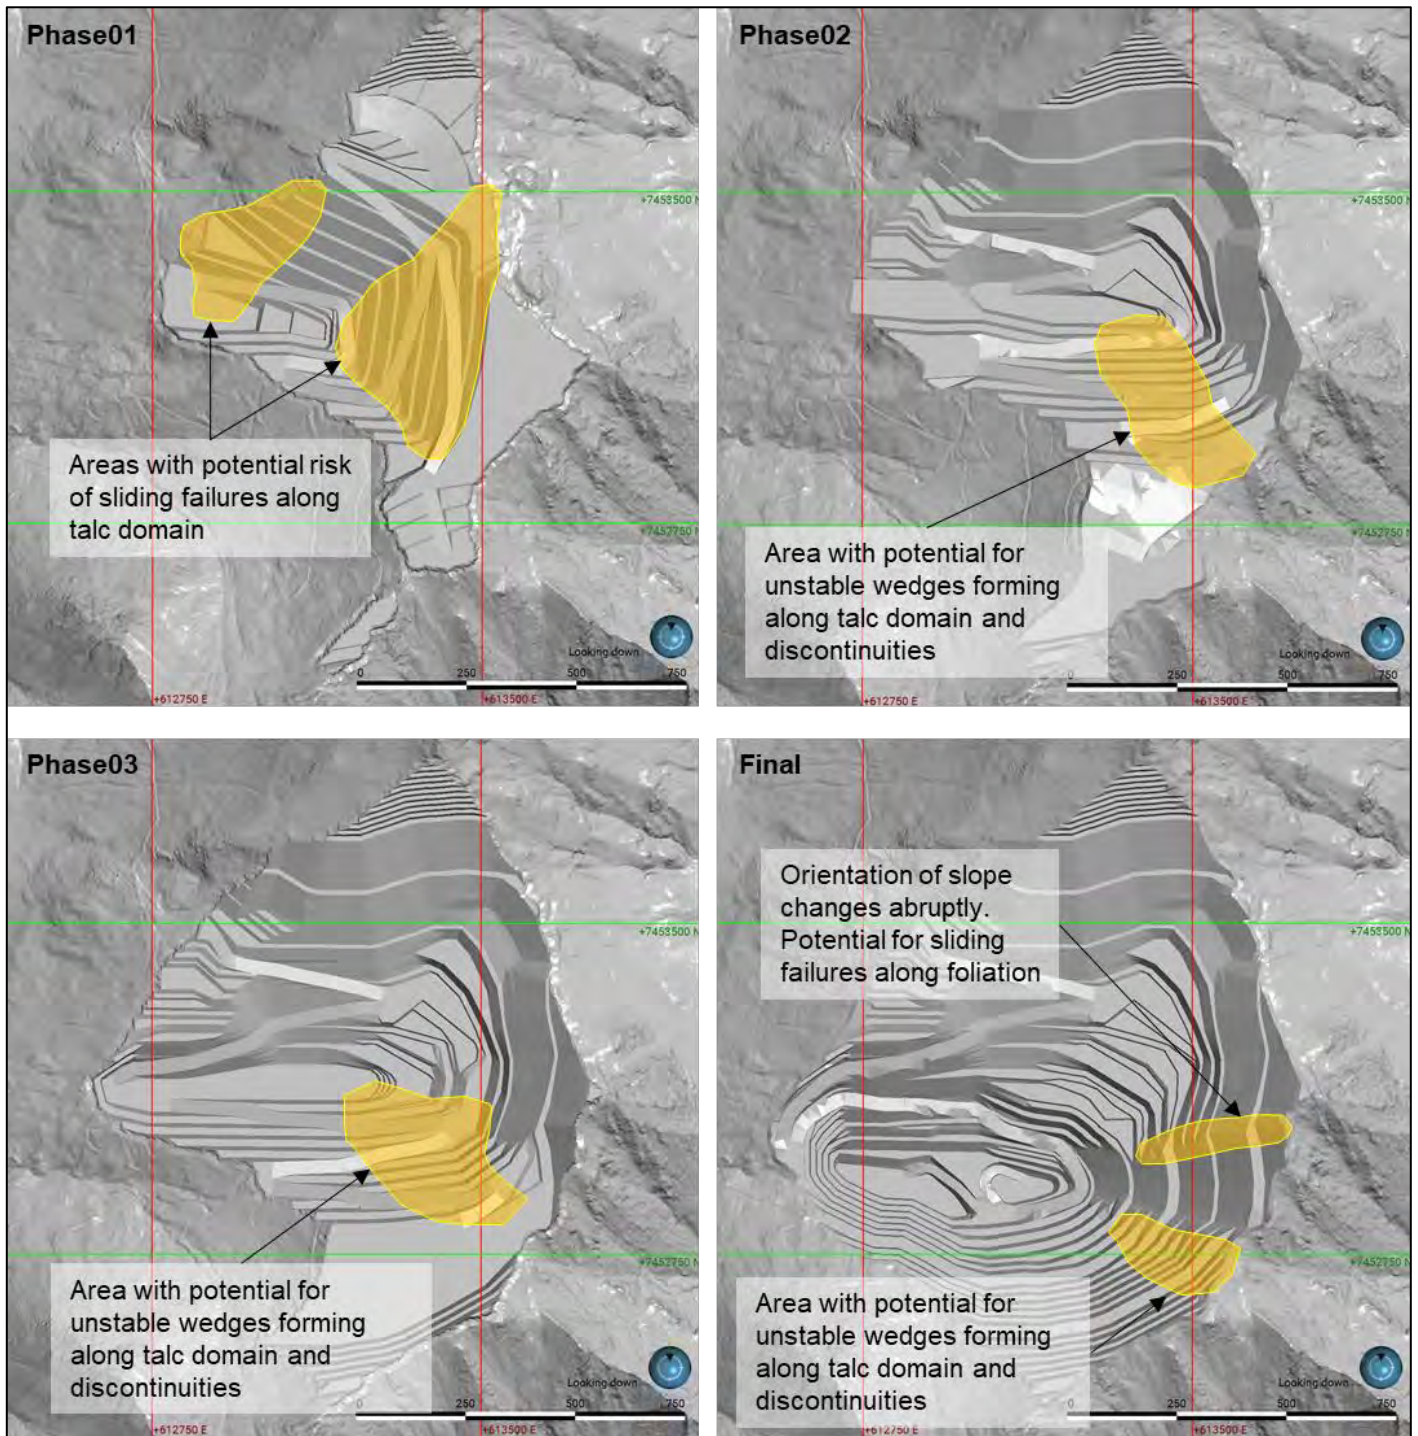 Phase01
+7453500 N
Areas with potential risk
of sliding failures along
talc domain
+7452750 N
Looking down
0 250 500 750
+612750 E +613500 E
Phase02
+7453500 N
Area with potential for
unstable wedges forming
along talc domain and
discontinuities
+7452750 N
Looking down
0 250 500 750
+612750 E +613500 E
Phase03
+7453500 N
Area with potential for
unstable wedges forming
along talc domain and
discontinuities
+7452750 N
Looking down
0 250 500 750
+612750 E +613500 E
Final
Orientation of slope
changes abruptly.
Potential for sliding
failures along foliation
+7453500 N
+7452750 N
Area with potential for
unstable wedges forming
along talc domain and
discontinuities
Looking down
0 250 500 750
+612750 E +613500 E